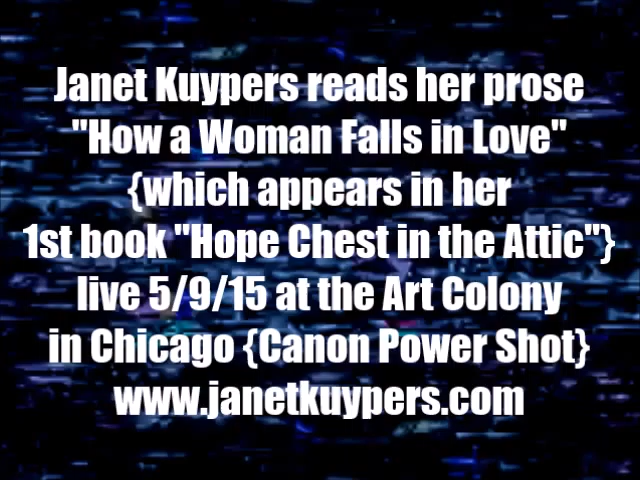 Janet Kuypers reads her prose
"How a Woman Falls in Love"
{which appears in her
1st book "Hope Chest in the Attic"}
live 5/9/15 at the Art Colony
in Chicago {Canon Power Shot}
www.janetkuypers.com